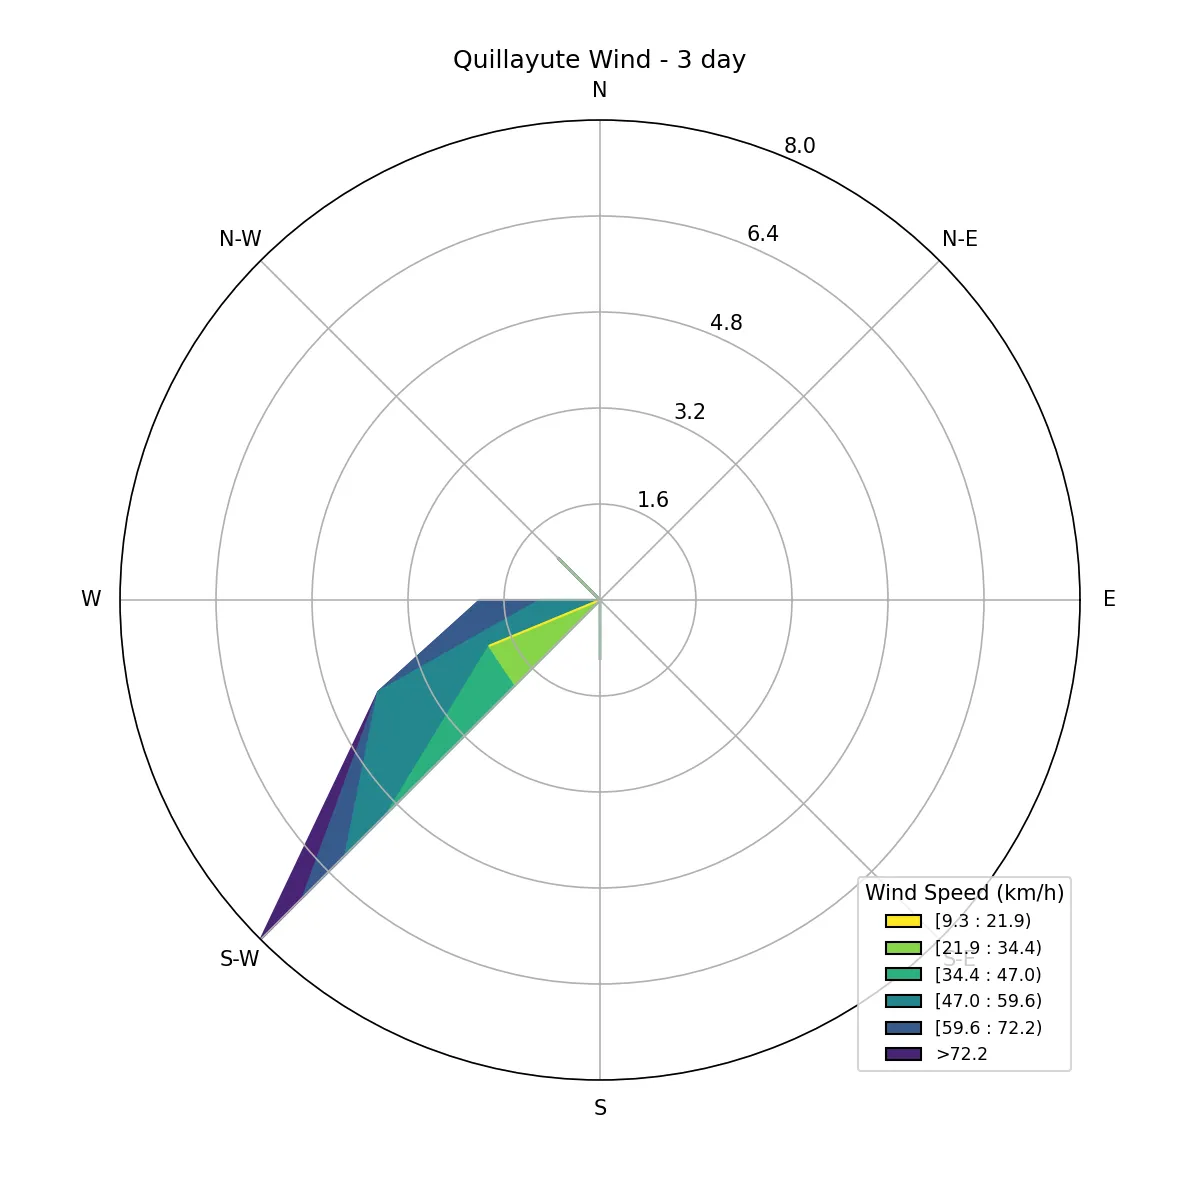 Quillayute Wind - 3 day
N
8.0
N-W
N-E
6.4
4.8
3.2
1.6
W
E
S-W
S-E
S
Wind Speed (km/h)
[9.3 : 21.9)
[21.9 : 34.4)
[34.4 : 47.0)
[47.0 : 59.6)
[59.6 : 72.2)
>72.2